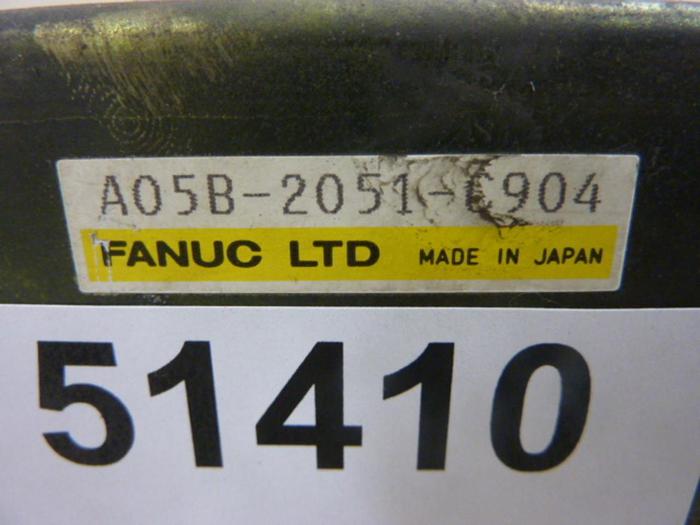 A05B-2051-C904
FANUC LTD MADE IN JAPAN
51410